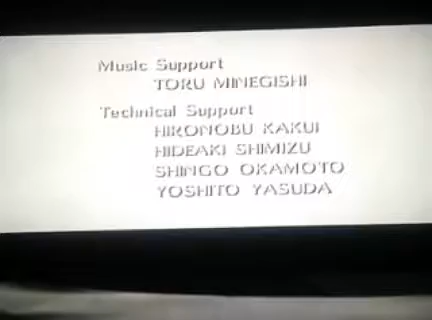 Music Support
TORU MINEGISHI
Technical Support
HIRONOBU KAKUI
HIDEAKI SHIMIZU
SHINGO OKAMOTO
YOSHITO YASUDA